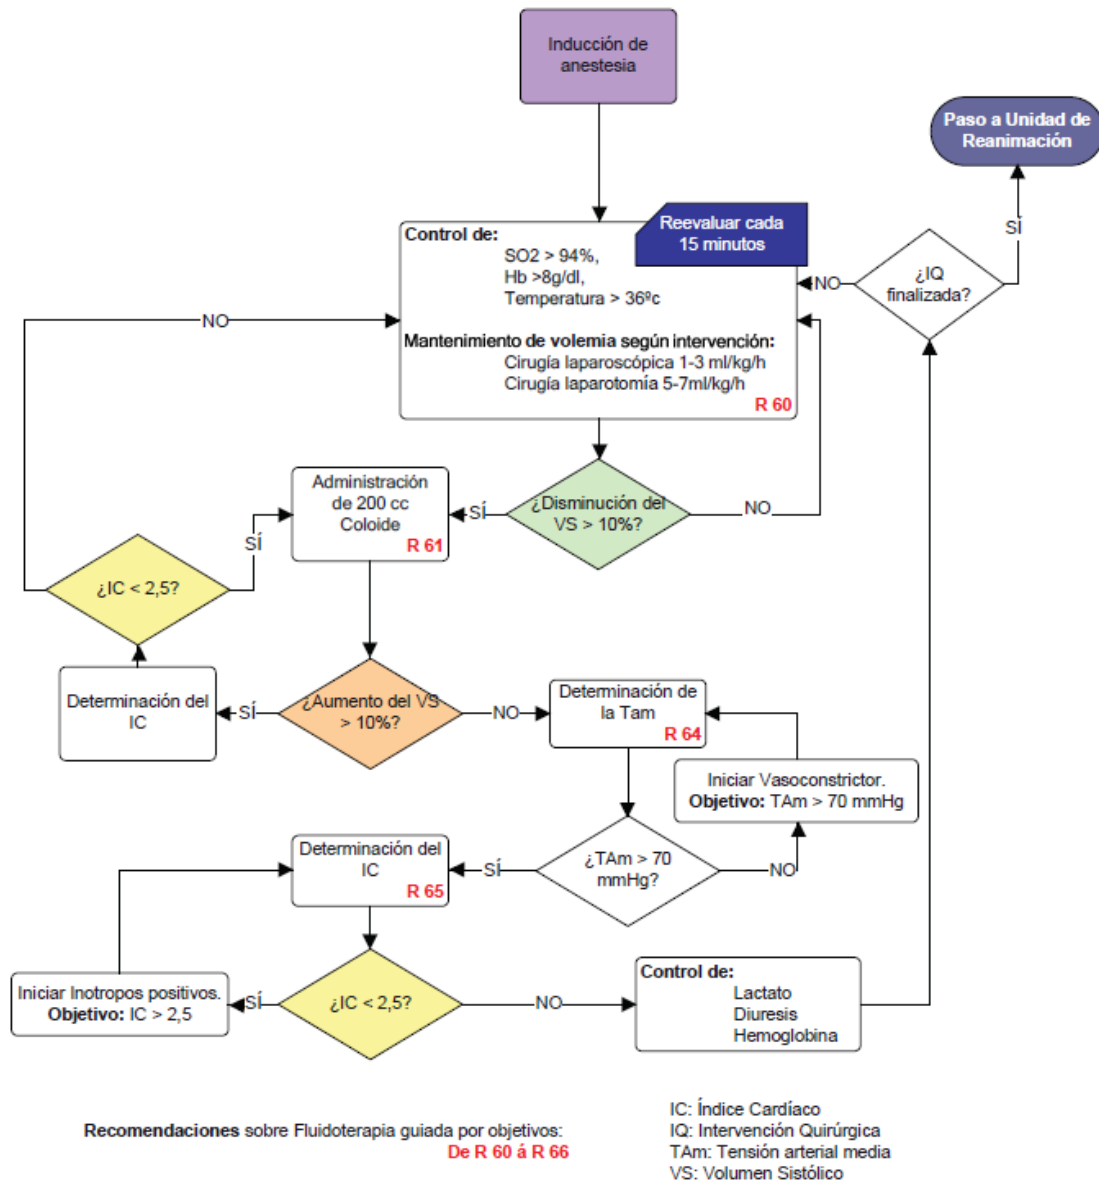 Inducción de
anestesia
Paso a Unidad de
Reanimación
Reevaluar cada
15 minutos
SÍ
Control de:
SO2 > 94%,
Hb >8g/dl,
Temperatura > 36ºc
NO
¿IQ
finalizada?
NO
Mantenimiento de volemia según intervención:
Cirugía laparoscópica 1-3 ml/kg/h
Cirugía laparotomía 5-7ml/kg/h
R 60
Administración
de 200 cc
Coloide
R 61
SÍ
¿Disminución del
VS > 10%?
NO
SÍ
¿IC < 2,5?
Determinación del
IC
SÍ
¿Aumento del VS
> 10%?
NO
Determinación de
la Tam
R 64
Iniciar Vasoconstrictor.
Objetivo: TAm > 70 mmHg
Determinación del
IC
R 65
SÍ
¿TAm > 70
mmHg?
NO
Iniciar Inotropos positivos.
Objetivo: IC > 2,5
SÍ
¿IC < 2,5?
NO
Control de:
Lactato
Diuresis
Hemoglobina
Recomendaciones sobre Fluidoterapia guiada por objetivos:
De R 60 á R 66
IC: Índice Cardíaco
IQ: Intervención Quirúrgica
TAm: Tensión arterial media
VS: Volumen Sistólico